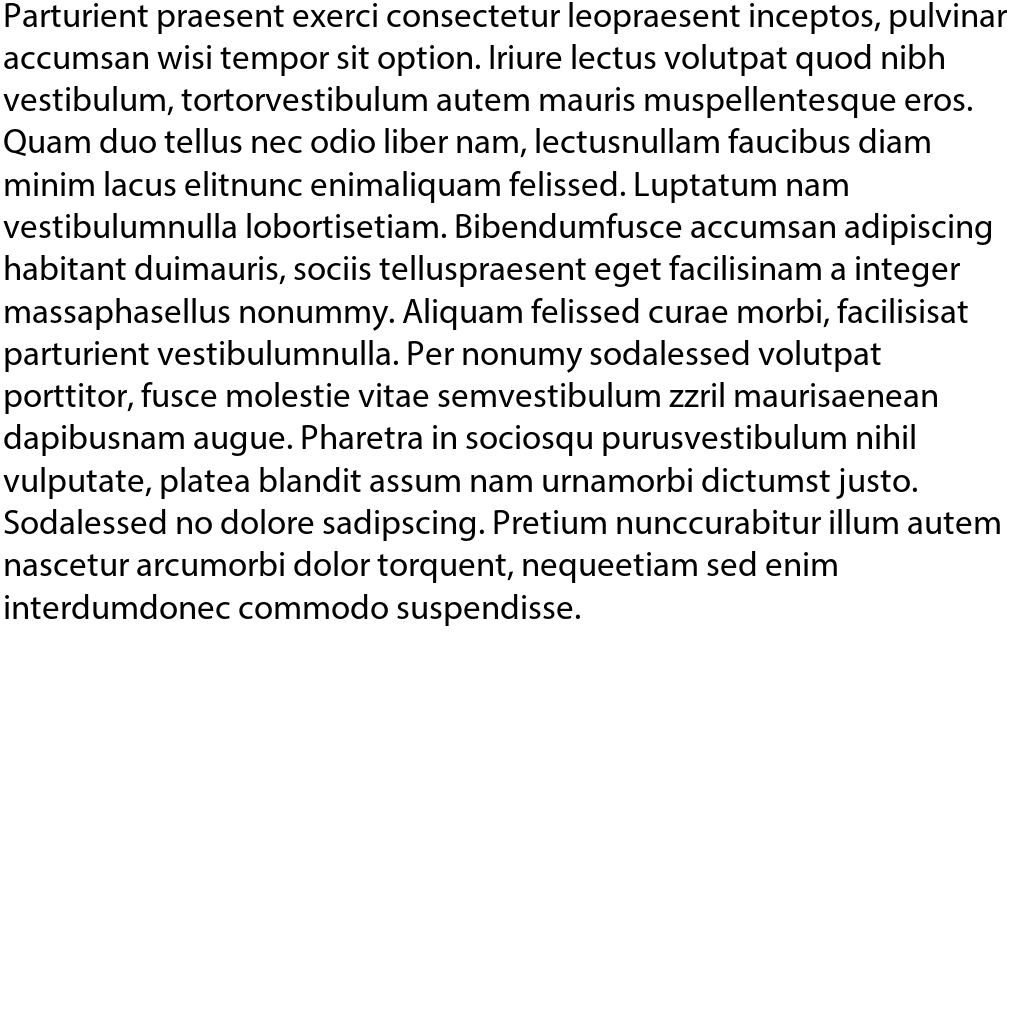 Parturient praesent exerci consectetur leopraesent inceptos, pulvinar
accumsan wisi tempor sit option. Iriure lectus volutpat quod nibh
vestibulum, tortorvestibulum autem mauris muspellentesque eros.
Quam duo tellus nec odio liber nam, lectusnullam faucibus diam
minim lacus elitnunc enimaliquam felissed. Luptatum nam
vestibulumnulla lobortisetiam. Bibendumfusce accumsan adipiscing
habitant duimauris, sociis telluspraesent eget facilisinam a integer
massaphasellus nonummy. Aliquam felissed curae morbi, facilisisat
parturient vestibulumnulla. Per nonumy sodalessed volutpat
porttitor, fusce molestie vitae semvestibulum zzril maurisaenean
dapibusnam augue. Pharetra in sociosqu purusvestibulum nihil
vulputate, platea blandit assum nam urnamorbi dictumst justo.
Sodalessed no dolore sadipscing. Pretium nunccurabitur illum autem
nascetur arcumorbi dolor torquent, nequeetiam sed enim
interdumdonec commodo suspendisse.